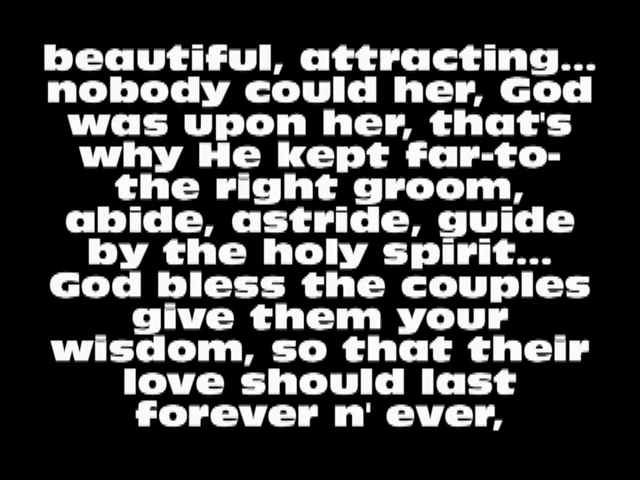 beautiful, attracting...
nobody could her, God
was upon her, that's
why He kept far-to-
the right groom,
abide, astride, guide
by the holy spirit...
God bless the couples
give them your
wisdom, so that their
love should last
forever n' ever,